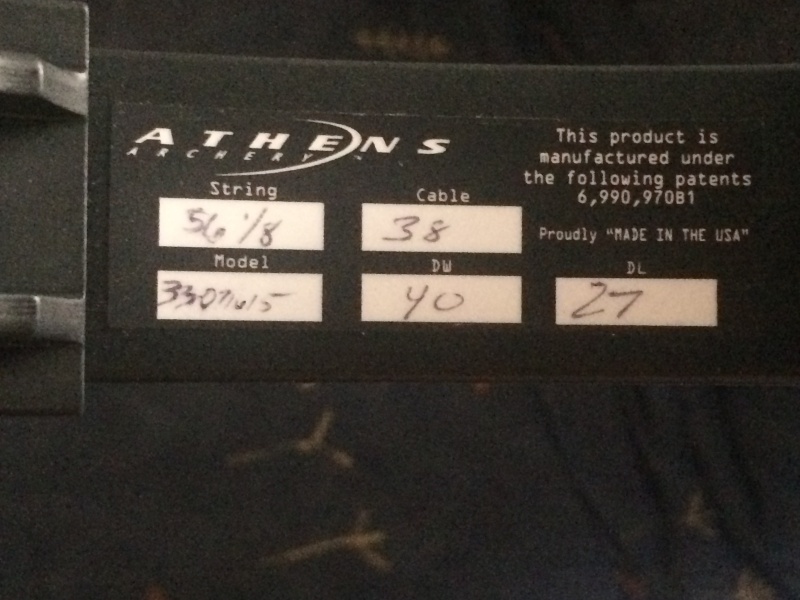 ATHENS
ARCHERY
This product is
manufactured under
the following patents
6,990,970B1
Proudly "MADE IN THE USA"
String
56 1/8
Cable
38
Model
DW
40
DL
27